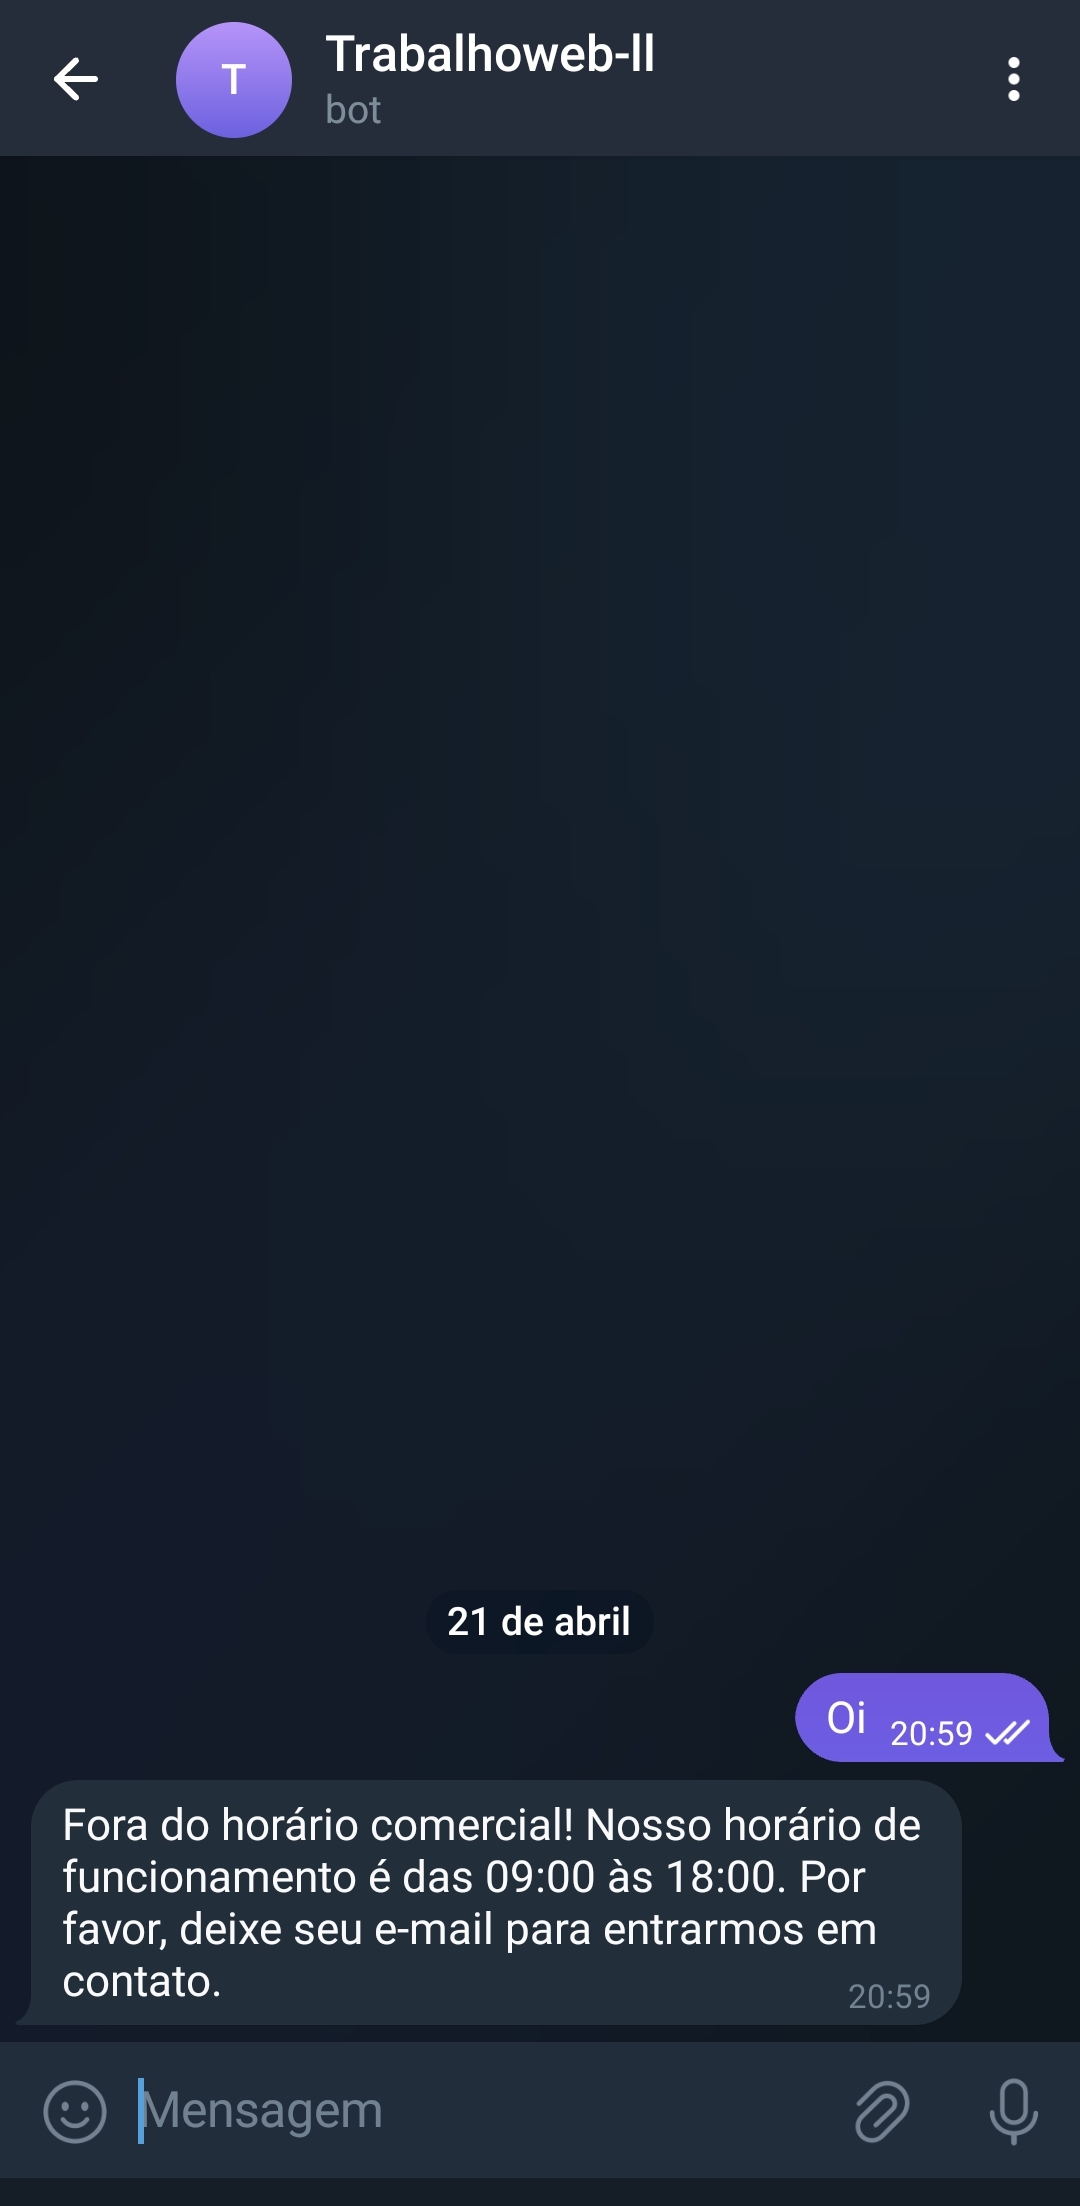 T
Trabalhoweb-ll
bot
21 de abril
Oi 20:59
Fora do horário comercial! Nosso horário de
funcionamento é das 09:00 às 18:00. Por
favor, deixe seu e-mail para entrarmos em
contato.
20:59
Mensagem